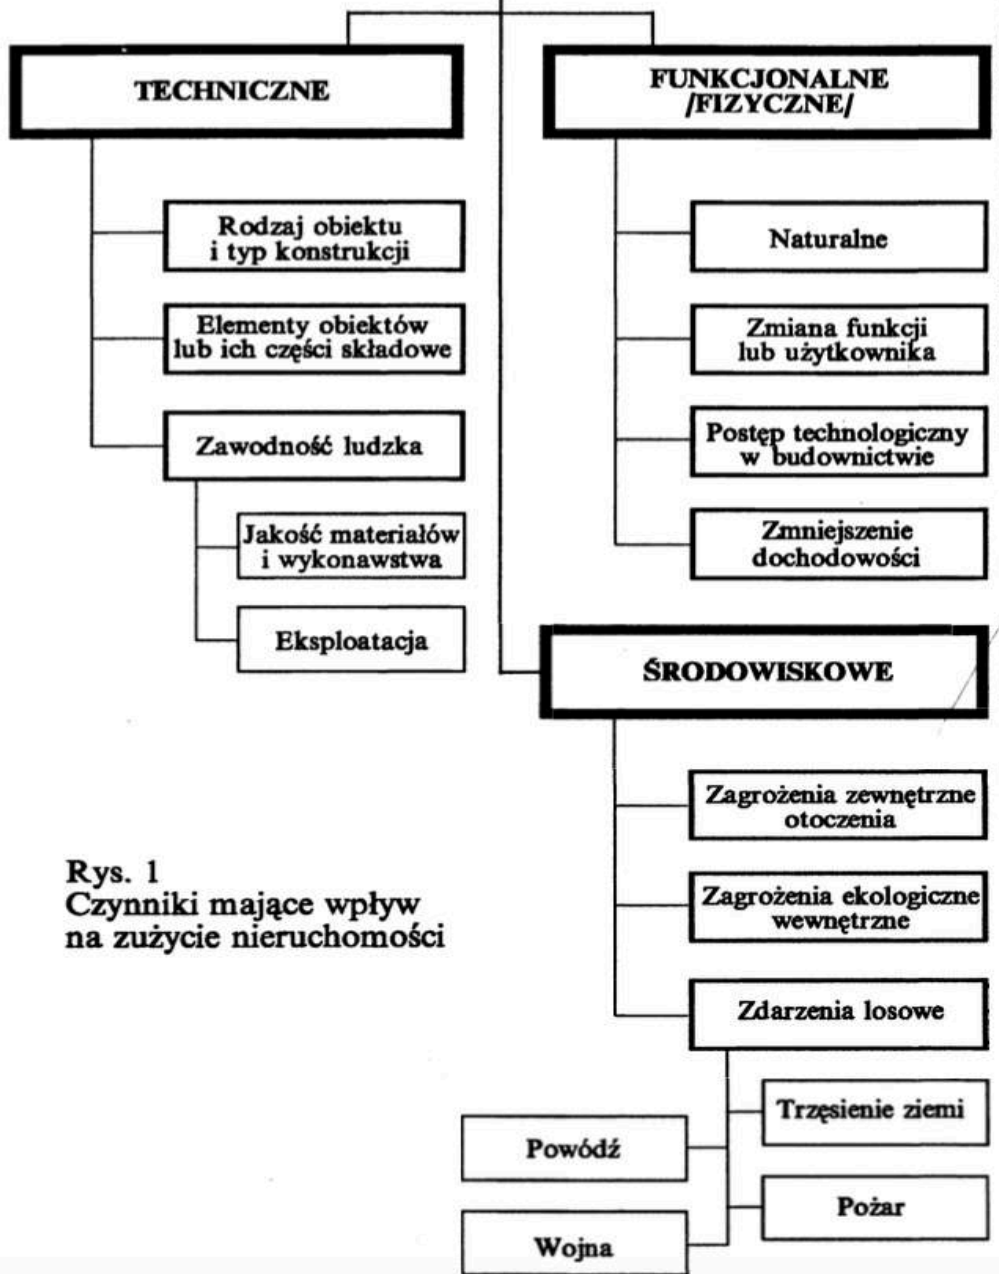 TECHNICZNE
Rodzaj obiektu
i typ konstrukcji
Elementy obiektów
lub ich części składowe
Zawodność ludzka
Jakość materiałów
i wykonawstwa
Eksploatacja
FUNKCJONALNE
/FIZYCZNE/
Naturalne
Zmiana funkcji
lub użytkownika
Postęp technologiczny
w budownictwie
Zmniejszenie
dochodowości
ŚRODOWISKOWE
Zagrożenia zewnętrzne
otoczenia
Zagrożenia ekologiczne
wewnętrzne
Zdarzenia losowe
Trzęsienie ziemi
Powódź
Pożar
Wojna
Rys. 1
Czynniki mające wpływ
na zużycie nieruchomości